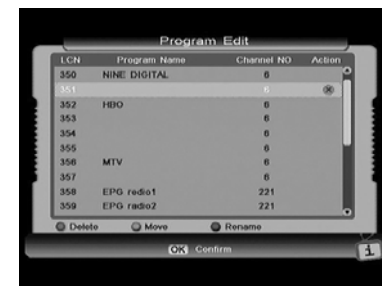 Program Edit
LCN Program Name Channel NO Action
350 NINE DIGITAL 6
351 6
352 HBO 6
353 6
354 6
355 6
356 MTV 6
357 6
358 EPG redio1 221
359 EPG radio2 221
Delete Move Rename
OK Confirm
i